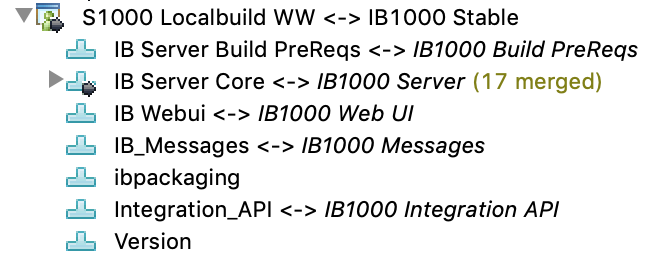 S1000 Localbuild WW <-> IB1000 Stable
IB Server Build PreReqs <-> IB1000 Build PreReqs
IB Server Core <-> IB1000 Server (17 merged)
IB Webui <-> IB1000 Web UI
IB_Messages <-> IB1000 Messages
ibpackaging
Integration_API <-> IB1000 Integration API
Version